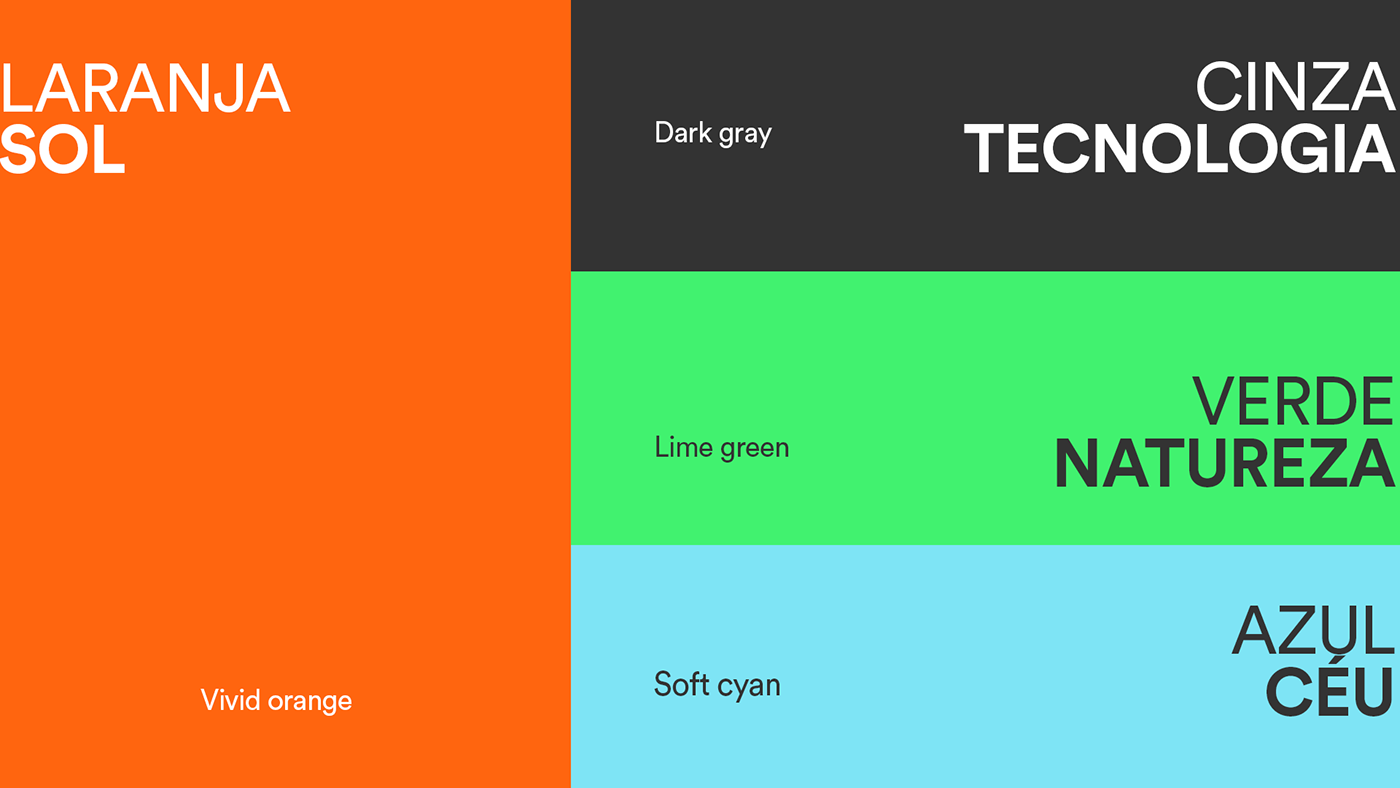 LARANJA
SOL
Vivid orange
Dark gray
CINZA
TECNOLOGIA
Lime green
VERDE
NATUREZA
Soft cyan
AZUL
CÉU